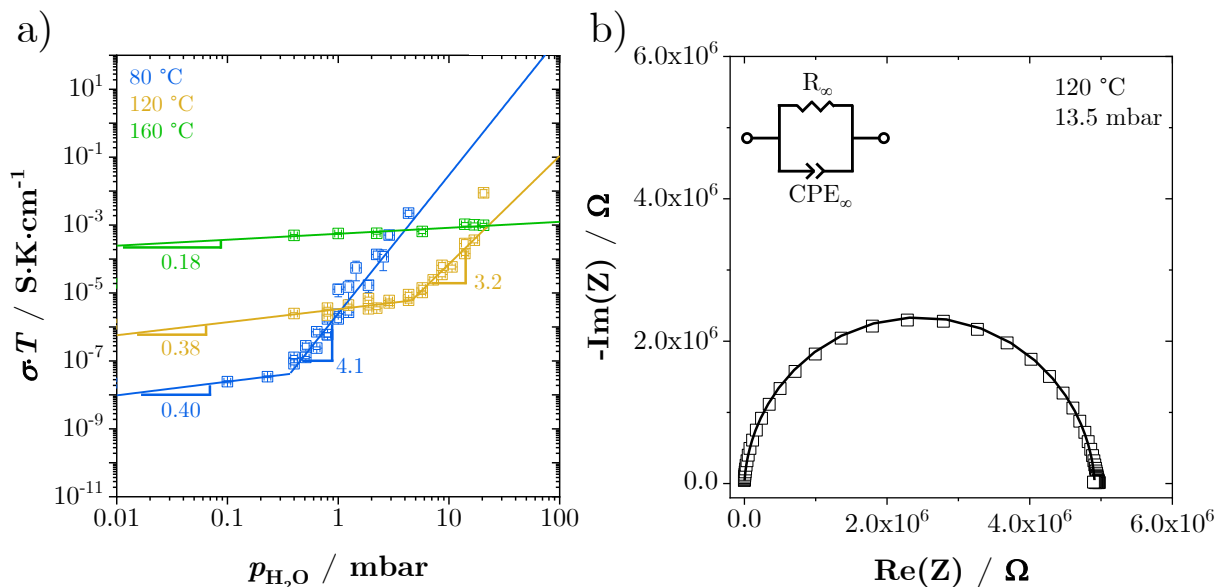 a)
80 °C
120 °C
160 °C
10¹
10⁻¹
10⁻³
10⁻⁵
10⁻⁷
10⁻⁹
10⁻¹¹
σ·T / S·K·cm⁻¹
0.18
0.38
0.40
3.2
4.1
0.01
0.1
1
10
100
p_H₂O / mbar
b)
120 °C
13.5 mbar
R∞
CPE∞
6.0x10⁶
4.0x10⁶
2.0x10⁶
0.0
-Im(Z) / Ω
0.0
2.0x10⁶
4.0x10⁶
6.0x10⁶
Re(Z) / Ω